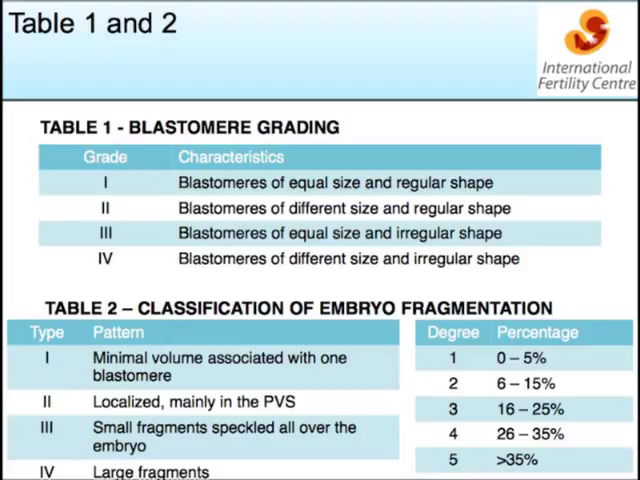 Table 1 and 2
International
Fertility Centre
TABLE 1 - BLASTOMERE GRADING
Grade Characteristics
I Blastomeres of equal size and regular shape
II Blastomeres of different size and regular shape
III Blastomeres of equal size and irregular shape
IV Blastomeres of different size and irregular shape
TABLE 2 – CLASSIFICATION OF EMBRYO FRAGMENTATION
Type Pattern
I Minimal volume associated with one
blastomere
II Localized, mainly in the PVS
III Small fragments speckled all over the
embryo
IV Large fragments
Degree Percentage
1 0 – 5%
2 6 – 15%
3 16 – 25%
4 26 – 35%
5 >35%